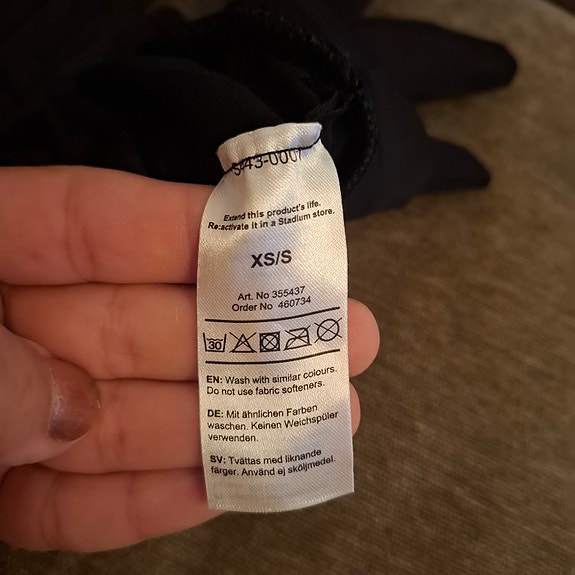 Extend this product's life.
Re:activate it in a Stadium store.
XS/S
Art. No 355437
Order No 460734
30
EN: Wash with similar colours.
Do not use fabric softeners.
DE: Mit ähnlichen Farben
waschen. Keinen Weichspüler
verwenden.
SV: Tvättas med liknande
färger. Använd ej sköljmedel.